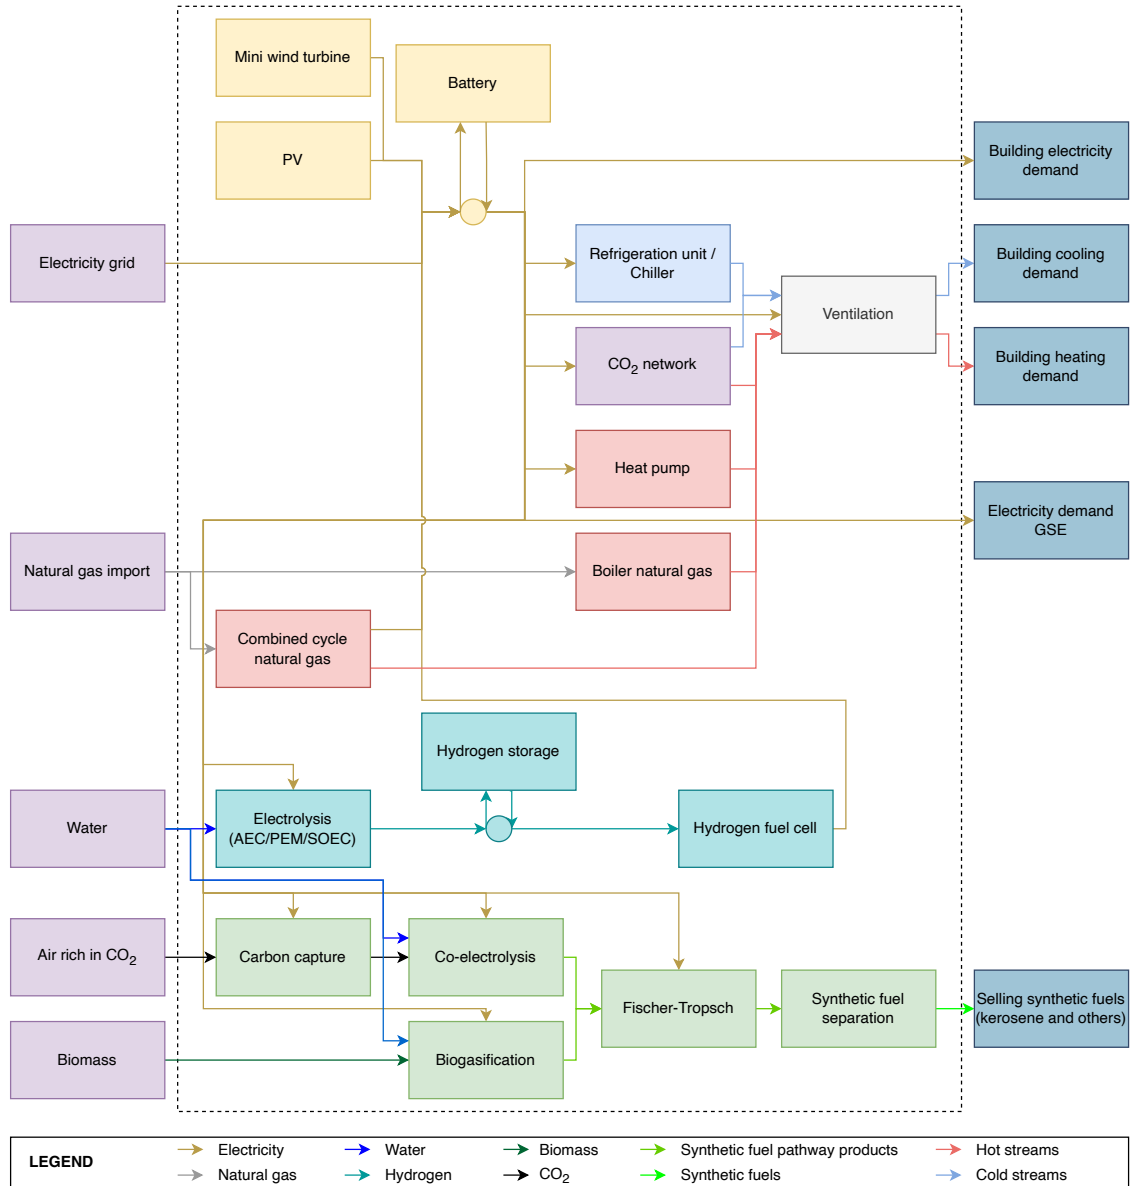 Mini wind turbine
Battery
PV
Building electricity
demand
Electricity grid
Refrigeration unit /
Chiller
Building cooling
demand
Ventilation
CO2 network
Building heating
demand
Heat pump
Electricity demand
GSE
Natural gas import
Boiler natural gas
Combined cycle
natural gas
Hydrogen storage
Water
Electrolysis
(AEC/PEM/SOEC)
Hydrogen fuel cell
Air rich in CO2
Carbon capture
Co-electrolysis
Fischer-Tropsch
Synthetic fuel
separation
Selling synthetic fuels
(kerosene and others)
Biomass
Biogasification
LEGEND
Electricity
Water
Biomass
Synthetic fuel pathway products
Hot streams
Natural gas
Hydrogen
CO2
Synthetic fuels
Cold streams